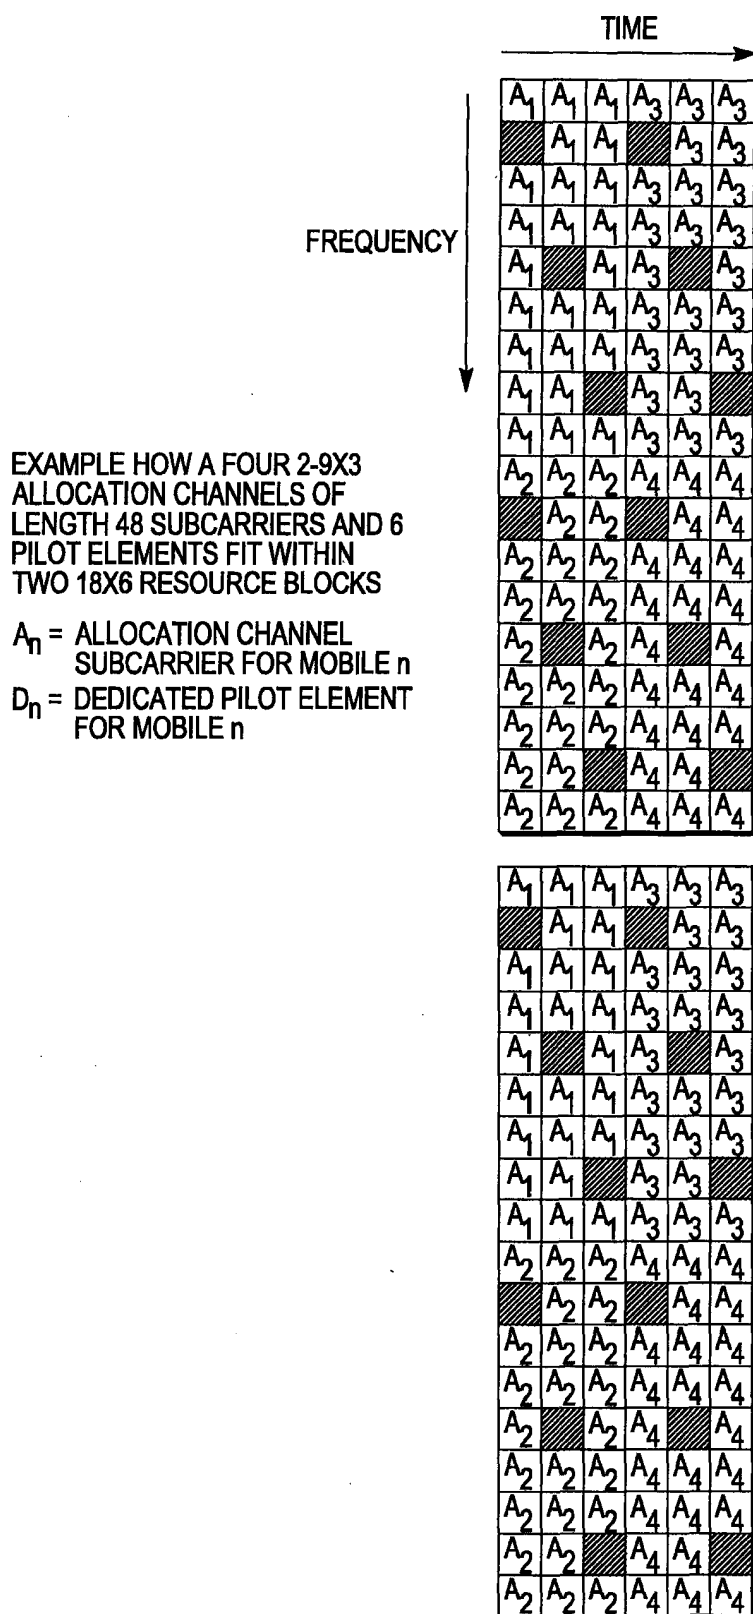 TIME
FREQUENCY
A1 A1 A1 A3 A3 A3
A1 A1 A3 A3
A1 A1 A1 A3 A3 A3
A1 A1 A1 A3 A3 A3
A1 A1 A3 A3
A1 A1 A1 A3 A3 A3
A1 A1 A1 A3 A3 A3
A1 A1 A3 A3
A1 A1 A1 A3 A3 A3
A2 A2 A2 A4 A4 A4
A2 A2 A4 A4
A2 A2 A2 A4 A4 A4
A2 A2 A2 A4 A4 A4
A2 A2 A4 A4
A2 A2 A2 A4 A4 A4
A2 A2 A2 A4 A4 A4
A2 A2 A4 A4
A2 A2 A2 A4 A4 A4
EXAMPLE HOW A FOUR 2-9X3
ALLOCATION CHANNELS OF
LENGTH 48 SUBCARRIERS AND 6
PILOT ELEMENTS FIT WITHIN
TWO 18X6 RESOURCE BLOCKS
An = ALLOCATION CHANNEL
SUBCARRIER FOR MOBILE n
Dn = DEDICATED PILOT ELEMENT
FOR MOBILE n
A1 A1 A1 A3 A3 A3
A1 A1 A3 A3
A1 A1 A1 A3 A3 A3
A1 A1 A1 A3 A3 A3
A1 A1 A3 A3
A1 A1 A1 A3 A3 A3
A1 A1 A1 A3 A3 A3
A1 A1 A3 A3
A1 A1 A1 A3 A3 A3
A2 A2 A2 A4 A4 A4
A2 A2 A4 A4
A2 A2 A2 A4 A4 A4
A2 A2 A2 A4 A4 A4
A2 A2 A4 A4
A2 A2 A2 A4 A4 A4
A2 A2 A2 A4 A4 A4
A2 A2 A4 A4
A2 A2 A2 A4 A4 A4